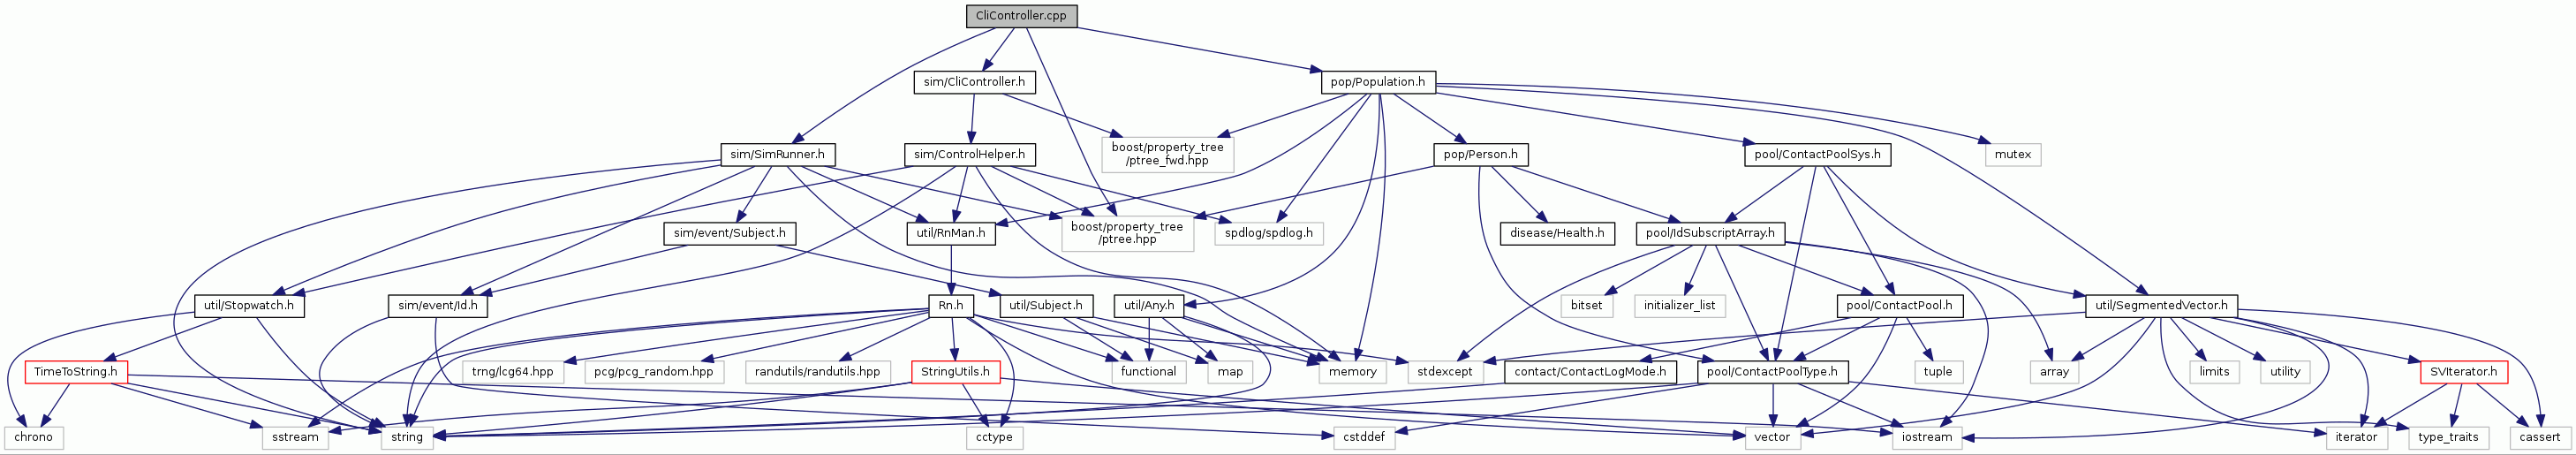 CliController.cpp
sim/CliController.h
pop/Population.h
boost/property_tree
/ptree_fwd.hpp
sim/SimRunner.h
sim/ControlHelper.h
pop/Person.h
pool/ContactPoolSys.h
mutex
sim/event/Subject.h
util/RnMan.h
boost/property_tree
/ptree.hpp
spdlog/spdlog.h
disease/Health.h
pool/IdSubscriptArray.h
util/Stopwatch.h
sim/event/Id.h
Rn.h
util/Subject.h
util/Any.h
bitset
initializer_list
pool/ContactPool.h
util/SegmentedVector.h
TimeToString.h
trng/lcg64.hpp
pcg/pcg_random.hpp
randutils/randutils.hpp
StringUtils.h
functional
map
memory
stdexcept
contact/ContactLogMode.h
pool/ContactPoolType.h
tuple
array
limits
utility
SVIterator.h
chrono
sstream
string
cctype
cstddef
vector
iostream
iterator
type_traits
cassert